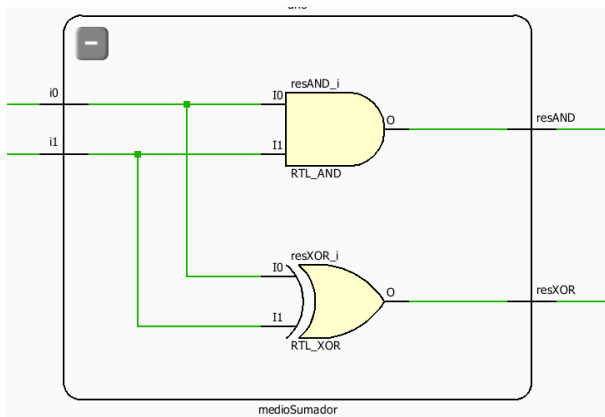 i0
i1
resAND_i
I0
I1
O
RTL_AND
resAND
resXOR_i
I0
I1
O
RTL_XOR
resXOR
medioSumador